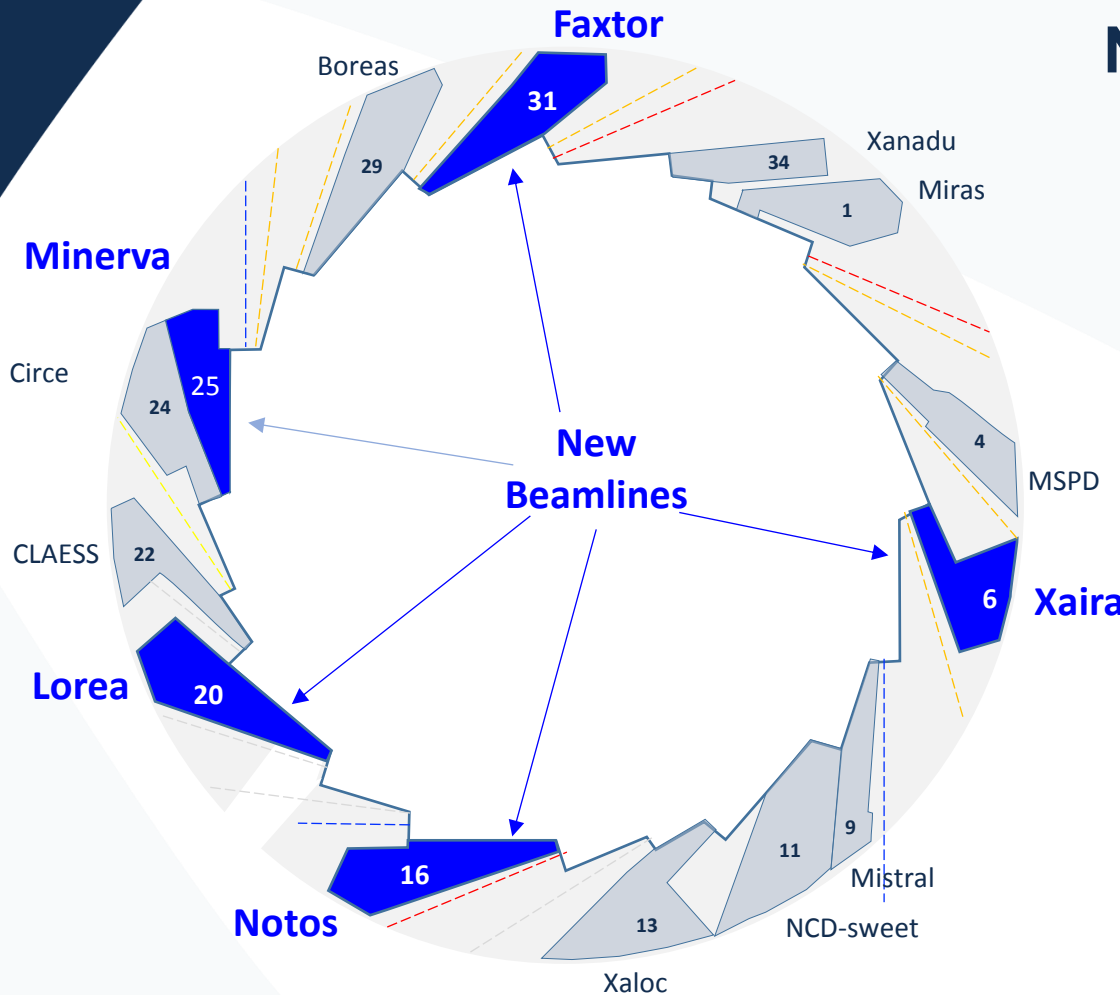 N
Faxtor
Boreas
31
Xanadu
34
29
Miras
1
Minerva
Circe
25
24
New
Beamlines
4
MSPD
CLAESS
22
6
Xaira
Lorea
20
9
11
16
Mistral
Notos
13
NCD-sweet
Xaloc